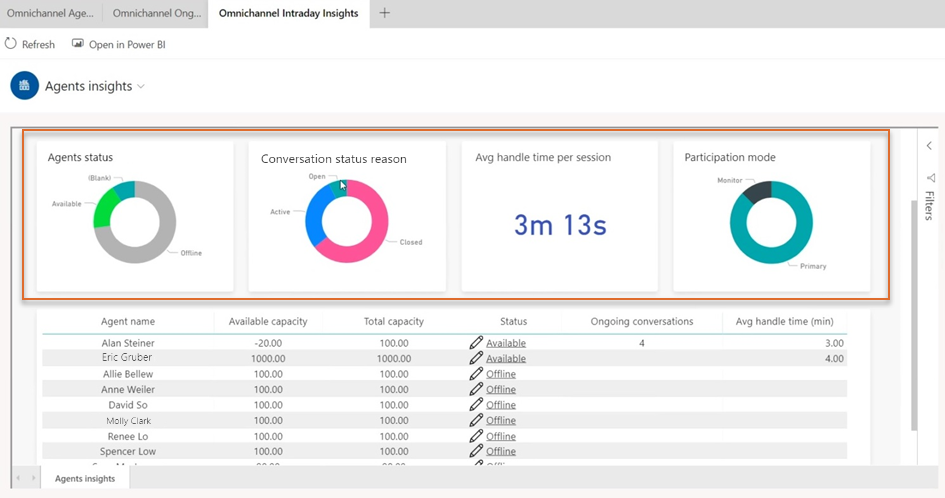 Omnichannel Age... Omnichannel Ong... Omnichannel Intraday Insights
Refresh Open in Power BI
Agents insights
Agents status
(Blank)
Available
Offline
Conversation status reason
Open
Active
Closed
Avg handle time per session
3m 13s
Participation mode
Monitor
Primary
Filters
Agent name Available capacity Total capacity Status Ongoing conversations Avg handle time (min)
Alan Steiner -20.00 100.00 Available 4 3.00
Eric Gruber 1000.00 1000.00 Available 4.00
Allie Bellew 100.00 100.00 Offline
Anne Weiler 100.00 100.00 Offline
David So 100.00 100.00 Offline
Molly Clark 100.00 100.00 Offline
Renee Lo 100.00 100.00 Offline
Spencer Low 100.00 100.00 Offline
Agents insights